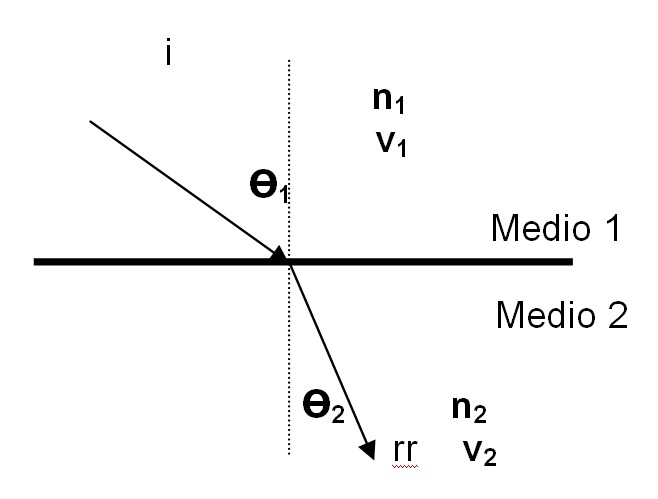 i
n₁
v₁
ϴ₁
Medio 1
Medio 2
ϴ₂
n₂
rr
v₂